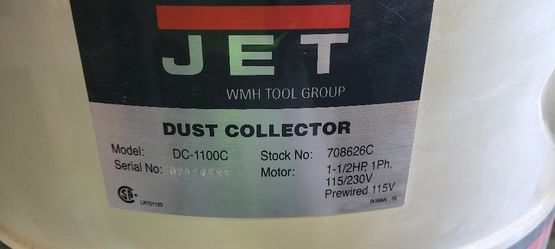 JET
WMH TOOL GROUP
DUST COLLECTOR
Model: DC-1100C Stock No: 708626C
Serial No: Motor: 1-1/2HP, 1Ph,
115/230V
Prewired 115V
TAIWAN